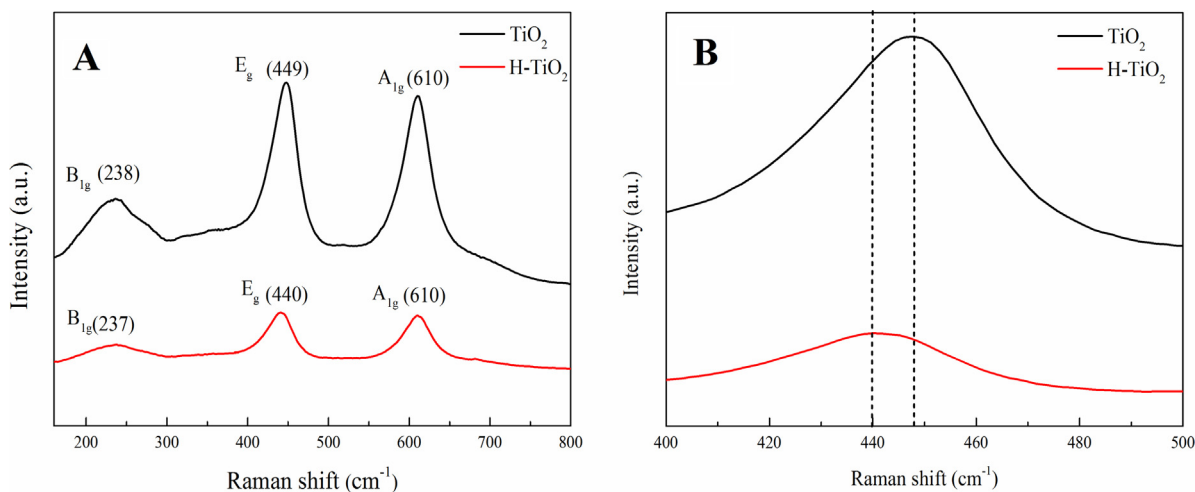 A
TiO2
H-TiO2
Eg (449)
A1g (610)
B1g (238)
Eg (440)
A1g (610)
B1g(237)
Intensity (a.u.)
200 300 400 500 600 700 800
Raman shift (cm-1)
B
TiO2
H-TiO2
Intensity (a.u.)
400 420 440 460 480 500
Raman shift (cm-1)